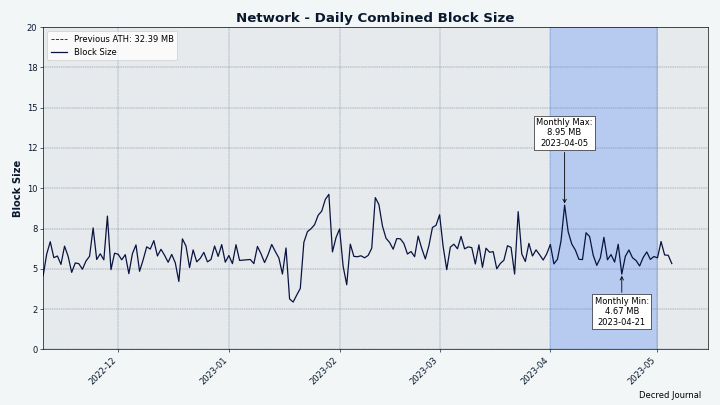 Network - Daily Combined Block Size
Previous ATH: 32.39 MB
Block Size
20
18
15
12
10
8
5
2
0
Block Size
Monthly Max:
8.95 MB
2023-04-05
Monthly Min:
4.67 MB
2023-04-21
2022-12
2023-01
2023-02
2023-03
2023-04
2023-05
Decred Journal